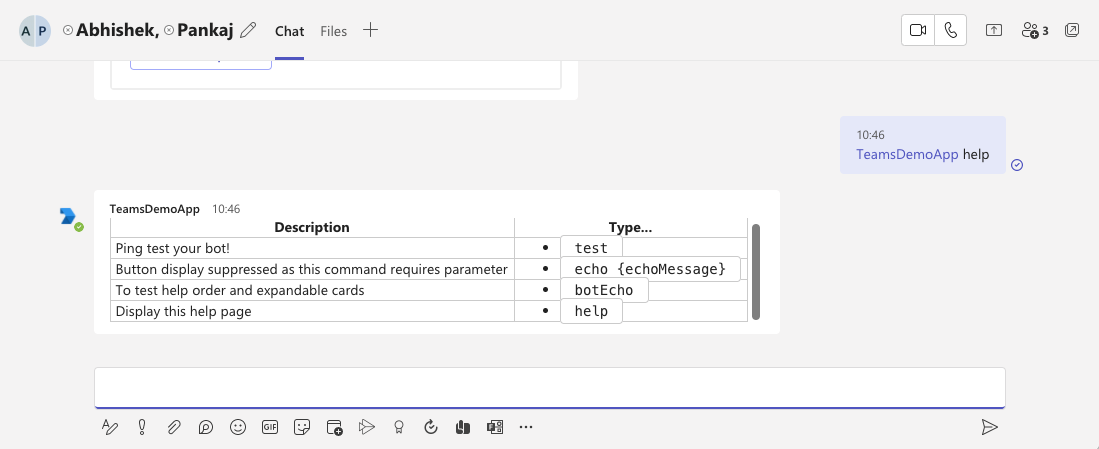 AP Abhishek, Pankaj Chat Files 3
10:46
TeamsDemoApp help
TeamsDemoApp 10:46
Description Type...
Ping test your bot! • test
Button display suppressed as this command requires parameter • echo {echoMessage}
To test help order and expandable cards • botEcho
Display this help page • help
GIF